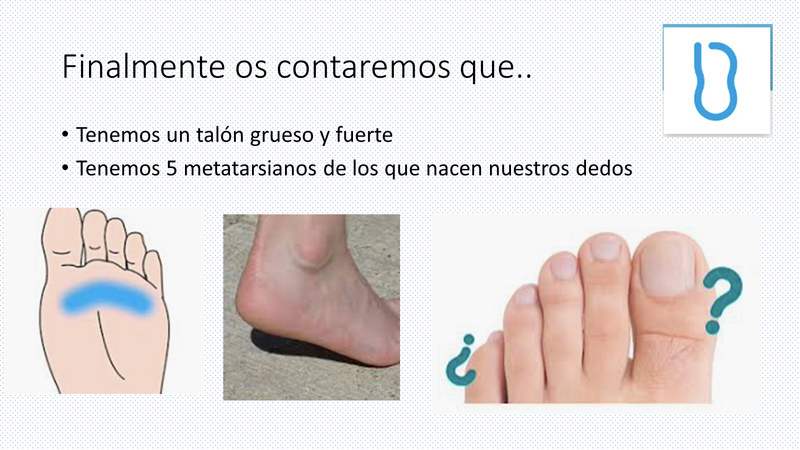 Finalmente os contaremos que..
• Tenemos un talón grueso y fuerte
• Tenemos 5 metatarsianos de los que nacen nuestros dedos
¿ ?